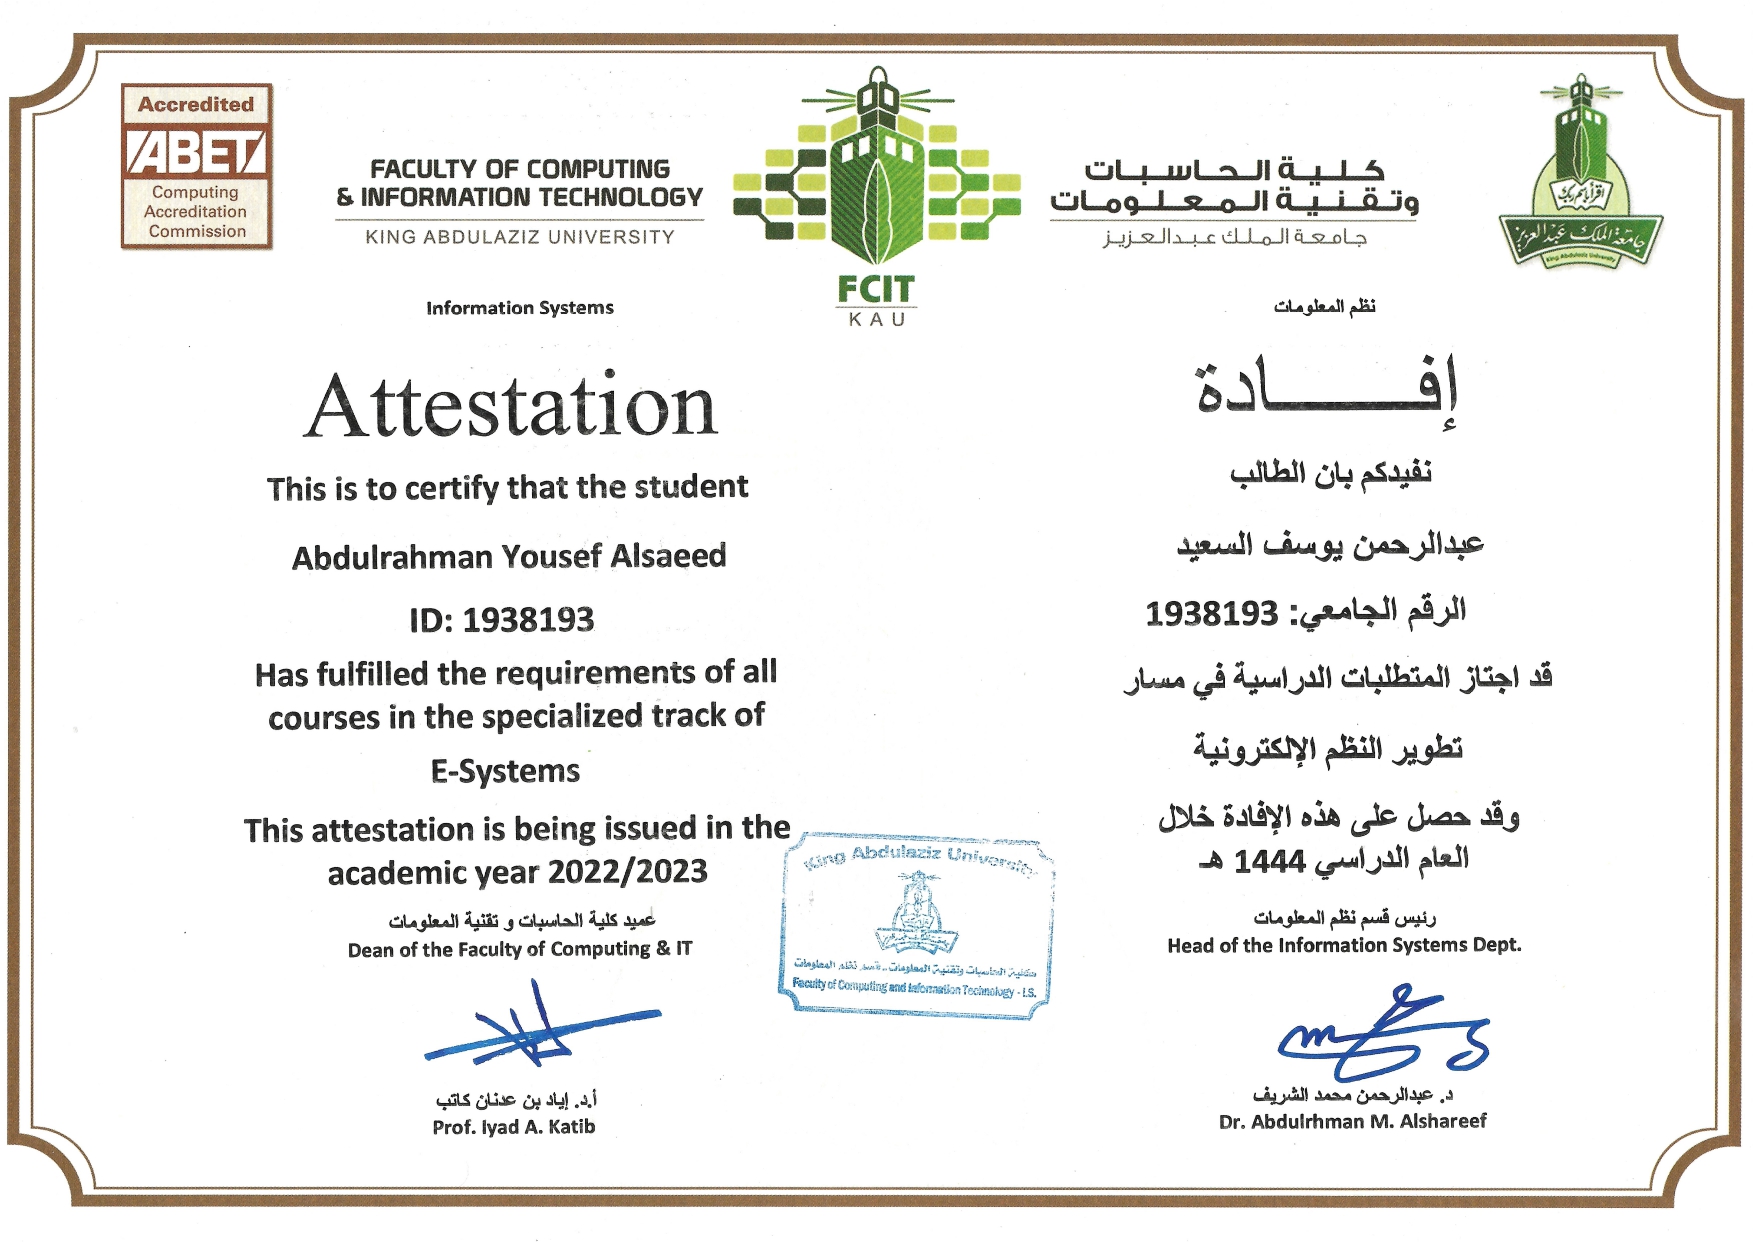 Accredited
ABET
Computing
Accreditation
Commission
FACULTY OF COMPUTING
& INFORMATION TECHNOLOGY
KING ABDULAZIZ UNIVERSITY
FCIT
KAU
كلية الحاسبات
وتقنية المعلومات
جامعة الملك عبدالعزيز
اقرأ باسم ربك
جامعة الملك عبد العزيز
King Abdulaziz University
Information Systems
Attestation
This is to certify that the student
Abdulrahman Yousef Alsaeed
ID: 1938193
Has fulfilled the requirements of all
courses in the specialized track of
E-Systems
This attestation is being issued in the
academic year 2022/2023
عميد كلية الحاسبات و تقنية المعلومات
Dean of the Faculty of Computing & IT
أ.د. إياد بن عدنان كاتب
Prof. Iyad A. Katib
نظم المعلومات
إفــــادة
نفيدكم بان الطالب
عبدالرحمن يوسف السعيد
الرقم الجامعي: 1938193
قد اجتاز المتطلبات الدراسية في مسار
تطوير النظم الإلكترونية
وقد حصل على هذه الإفادة خلال
العام الدراسي 1444 هـ
رئيس قسم نظم المعلومات
Head of the Information Systems Dept.
د. عبدالرحمن محمد الشريف
Dr. Abdulrhman M. Alshareef
King Abdulaziz University
كلية الحاسبات وتقنية المعلومات - قسم نظم المعلومات
Faculty of Computing and Information Technology - I.S.